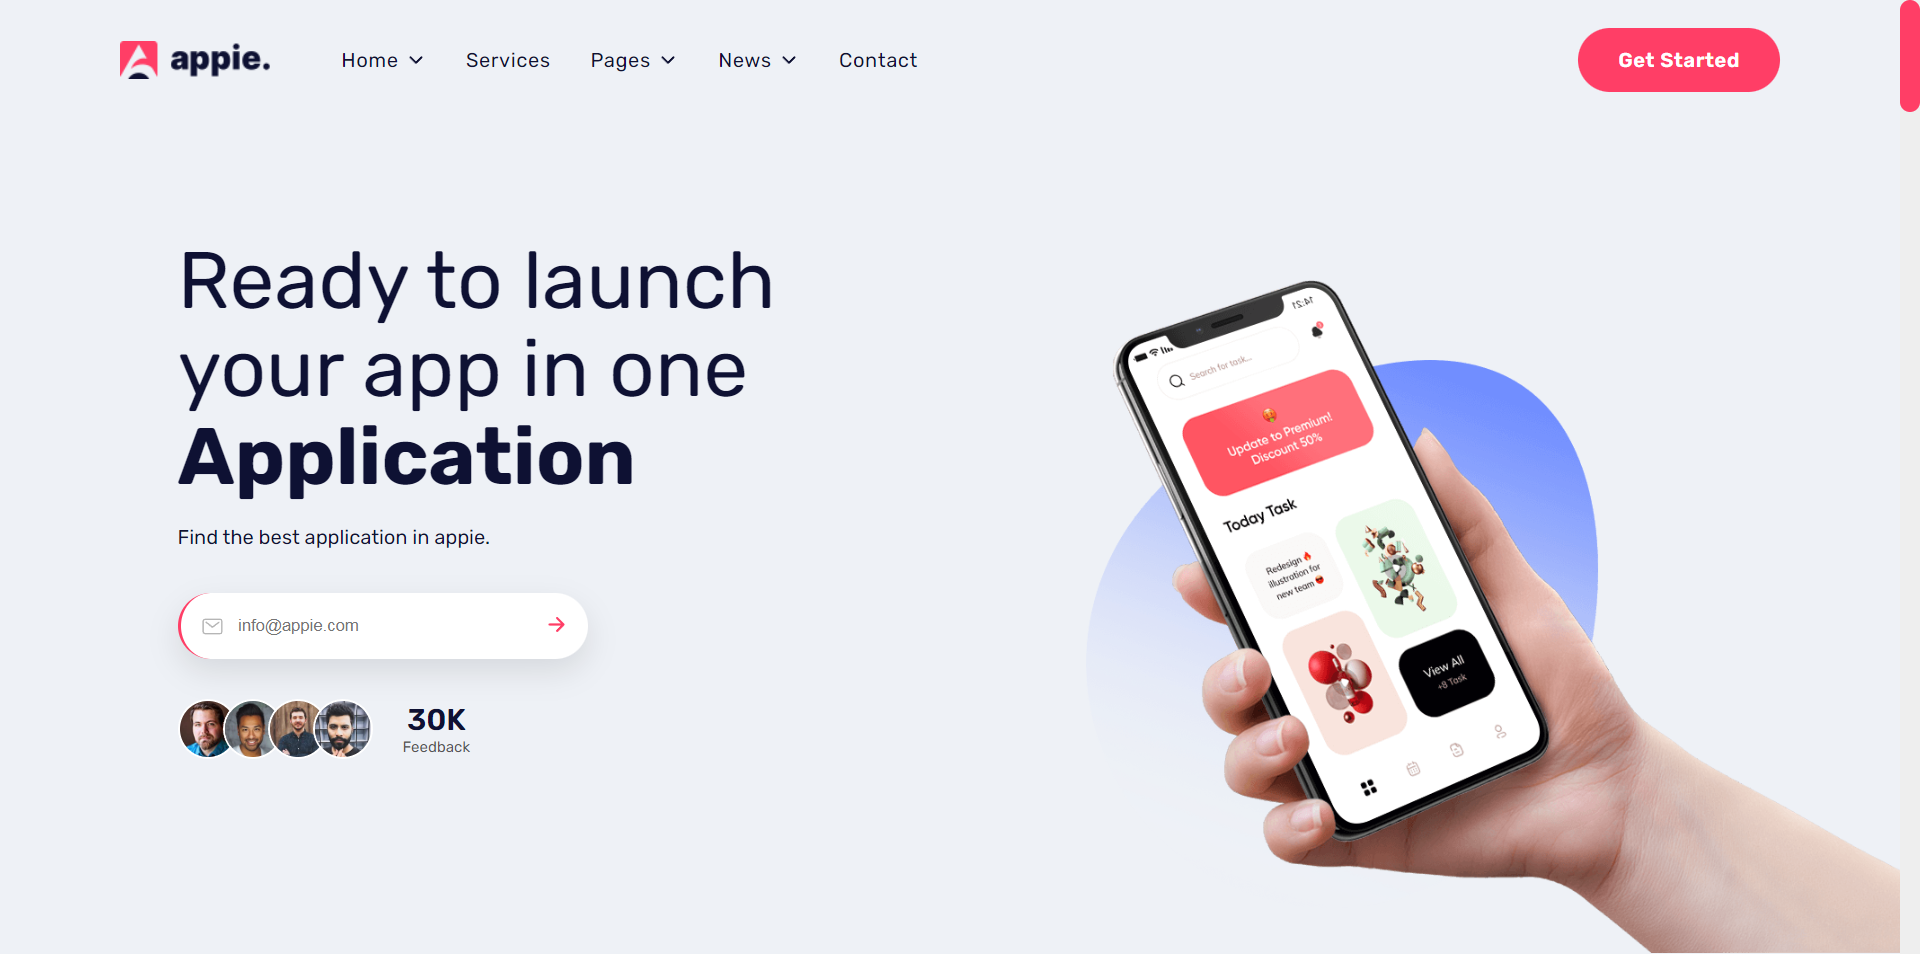 appie.
Home
Services
Pages
News
Contact
Get Started
Ready to launch
your app in one
Application
Find the best application in appie.
info@appie.com
30K
Feedback
14:21
Search for task...
Update to Premium!
Discount 50%
Today Task
Redesign 🔥
illustration for
new team 😍
View All
+8 Task